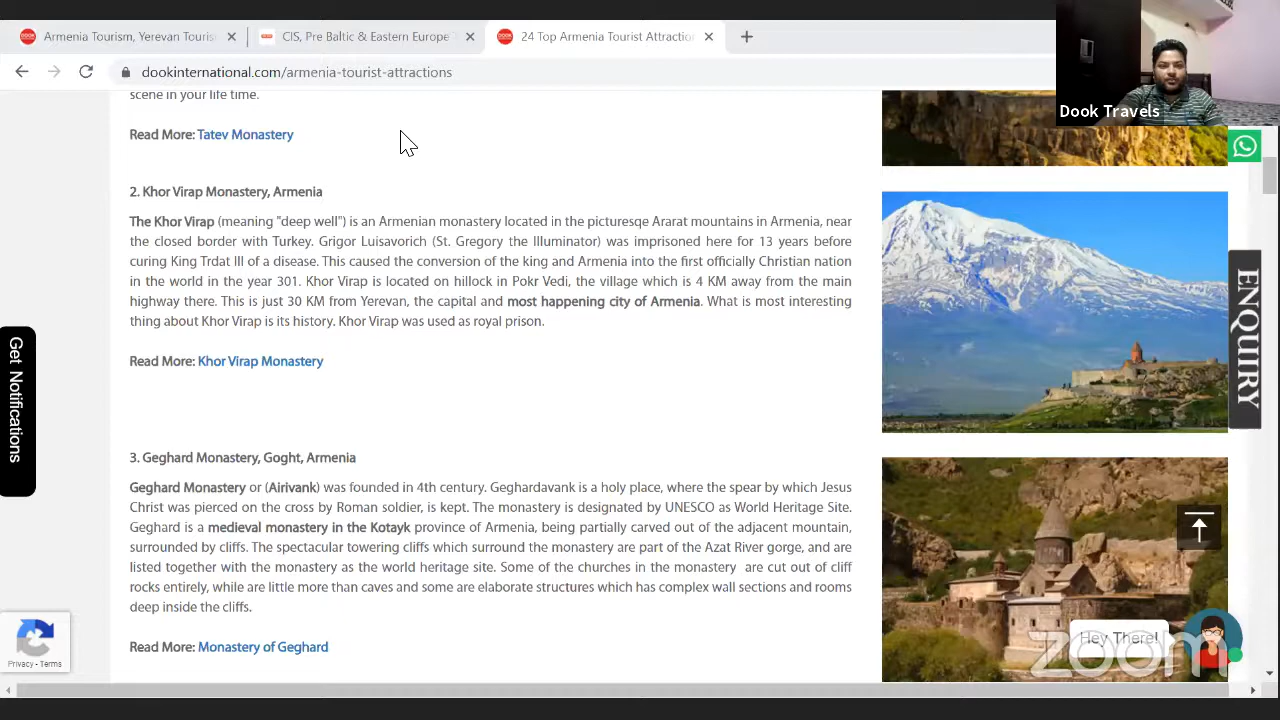 Armenia Tourism, Yerevan Touris
CIS, Pre Baltic & Eastern Europe
24 Top Armenia Tourist Attractio
dookinternational.com/armenia-tourist-attractions
Dook Travels
scene in your life time.
Read More: Tatev Monastery
2. Khor Virap Monastery, Armenia
The Khor Virap (meaning "deep well") is an Armenian monastery located in the picturesqe Ararat mountains in Armenia, near
the closed border with Turkey. Grigor Luisavorich (St. Gregory the Illuminator) was imprisoned here for 13 years before
curing King Trdat III of a disease. This caused the conversion of the king and Armenia into the first officially Christian nation
in the world in the year 301. Khor Virap is located on hillock in Pokr Vedi, the village which is 4 KM away from the main
highway there. This is just 30 KM from Yerevan, the capital and most happening city of Armenia. What is most interesting
thing about Khor Virap is its history. Khor Virap was used as royal prison.
Read More: Khor Virap Monastery
3. Geghard Monastery, Goght, Armenia
Geghard Monastery or (Airivank) was founded in 4th century. Geghardavank is a holy place, where the spear by which Jesus
Christ was pierced on the cross by Roman soldier, is kept. The monastery is designated by UNESCO as World Heritage Site.
Geghard is a medieval monastery in the Kotayk province of Armenia, being partially carved out of the adjacent mountain,
surrounded by cliffs. The spectacular towering cliffs which surround the monastery are part of the Azat River gorge, and are
listed together with the monastery as the world heritage site. Some of the churches in the monastery are cut out of cliff
rocks entirely, while are little more than caves and some are elaborate structures which has complex wall sections and rooms
deep inside the cliffs.
Read More: Monastery of Geghard
Get Notifications
ENQUIRY
Privacy - Terms
Hey There!
zoom